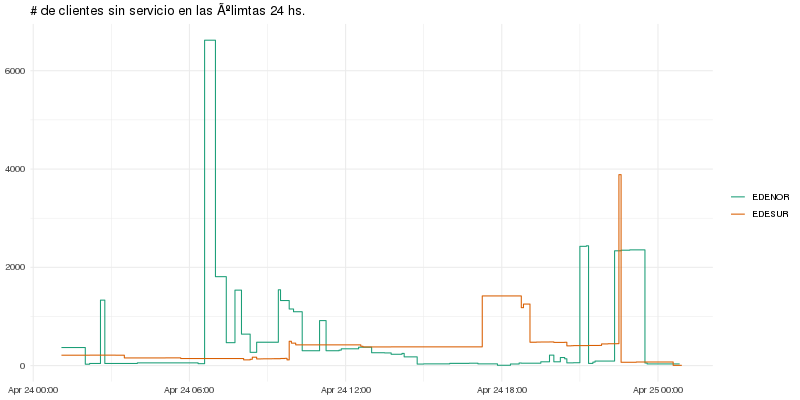 # de clientes sin servicio en las Ãºlimtas 24 hs.
6000
4000
2000
0
Apr 24 00:00
Apr 24 06:00
Apr 24 12:00
Apr 24 18:00
Apr 25 00:00
EDENOR
EDESUR